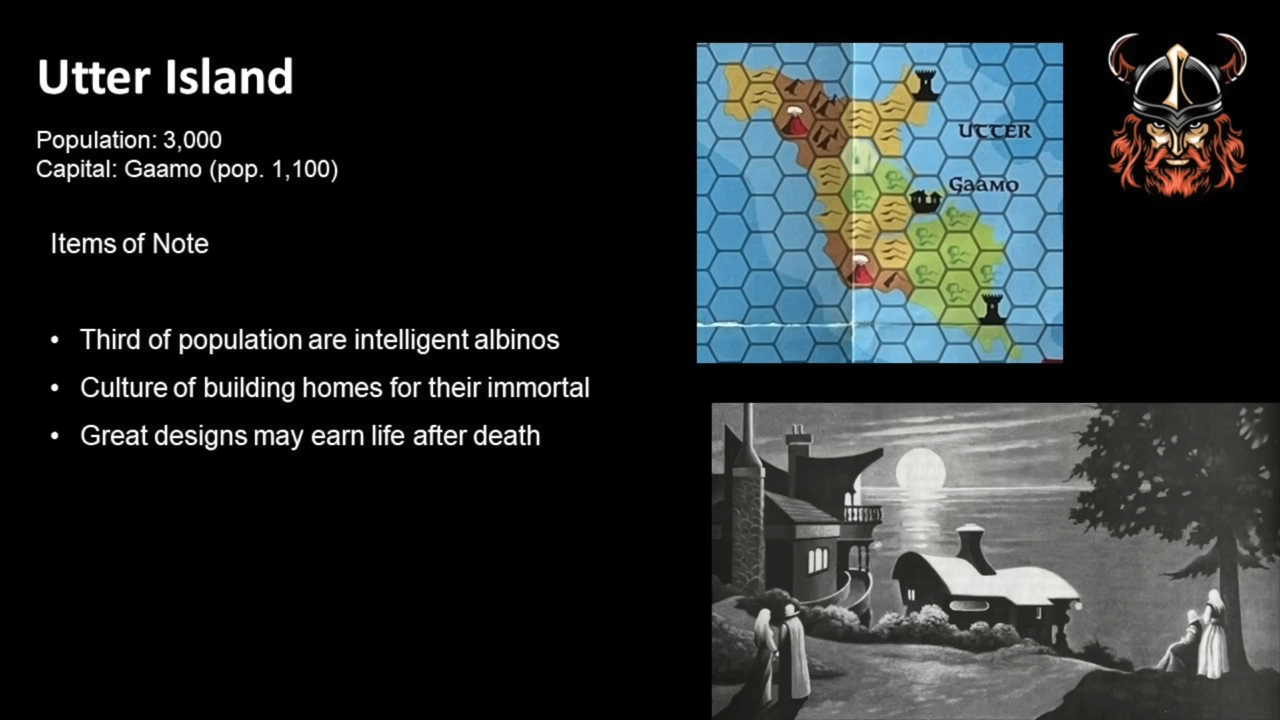 Utter Island
Population: 3,000
Capital: Gaamo (pop. 1,100)
Items of Note
• Third of population are intelligent albinos
• Culture of building homes for their immortal
• Great designs may earn life after death
UTTER
Gaamo